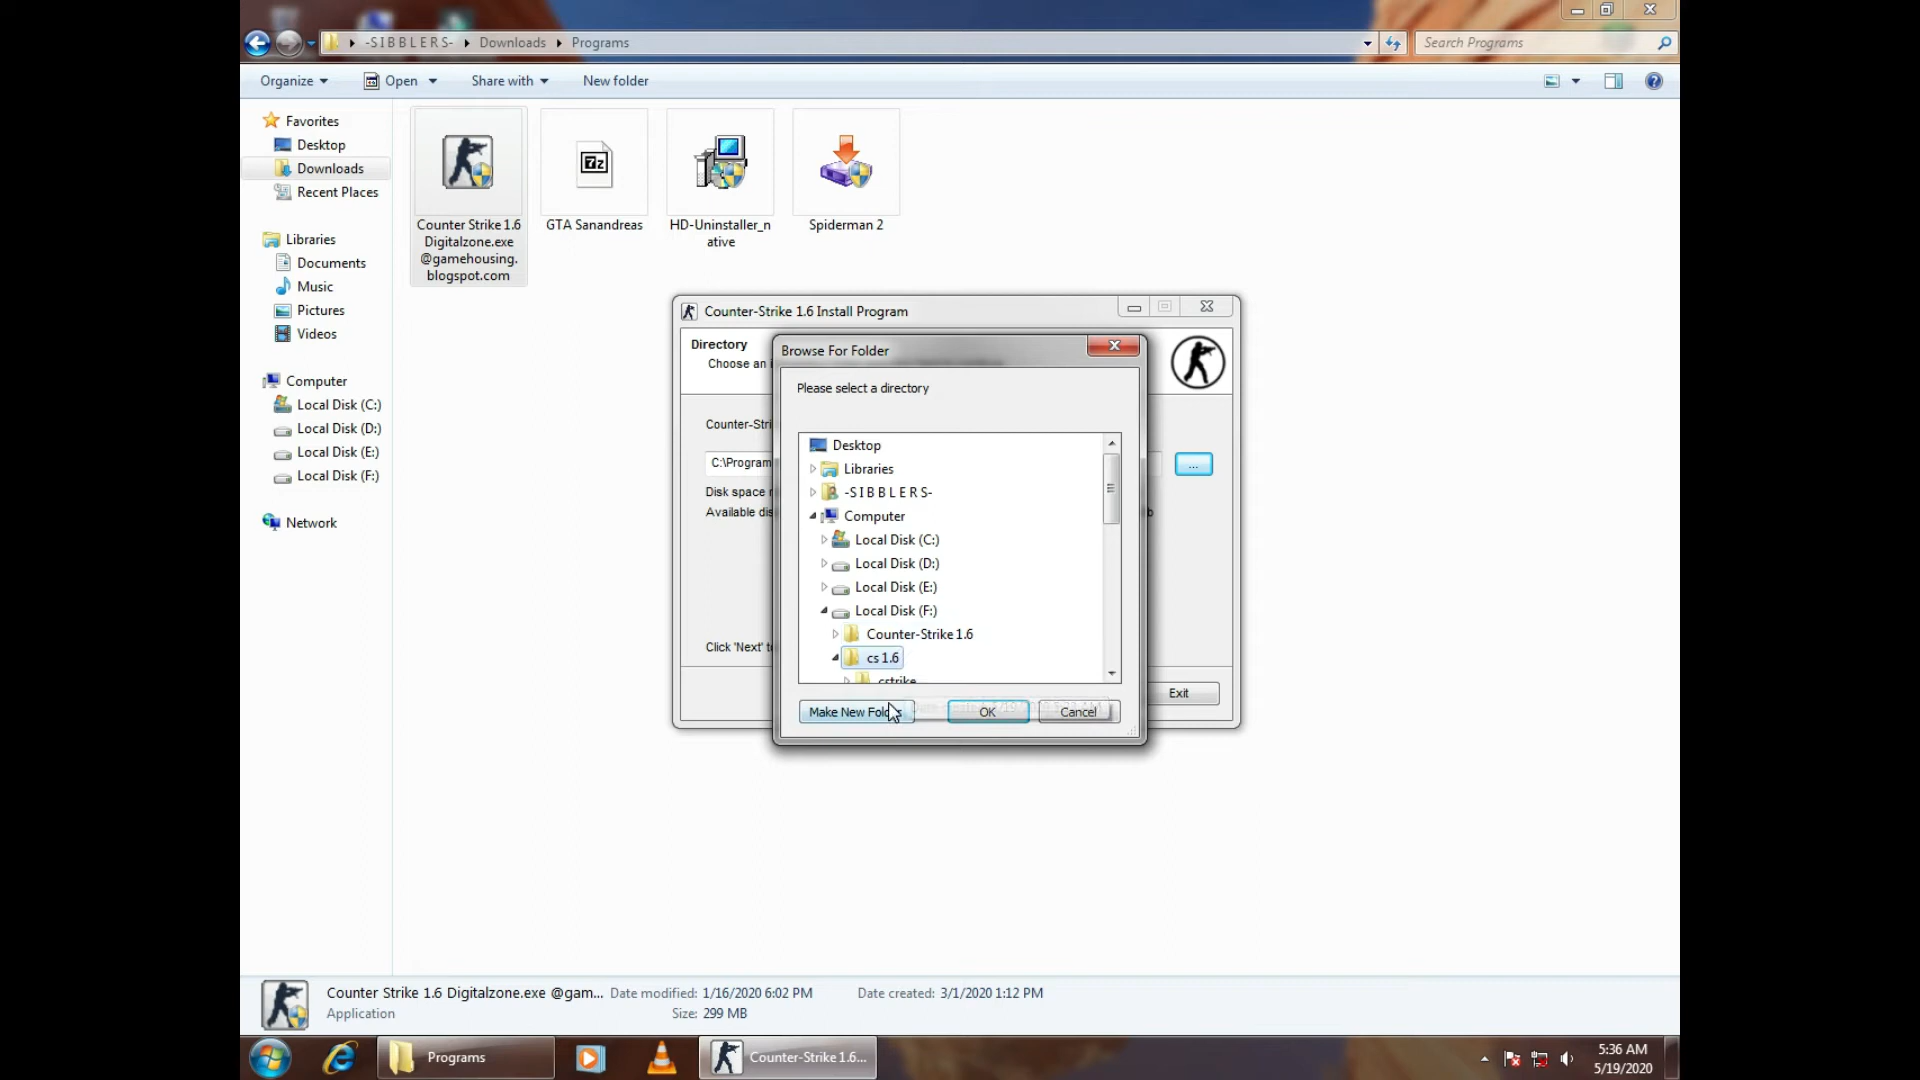 -S I B B L E R S- Downloads Programs
Search Programs
Organize Open Share with New folder
Favorites
Desktop
Downloads
Recent Places
Libraries
Documents
Music
Pictures
Videos
Computer
Local Disk (C:)
Local Disk (D:)
Local Disk (E:)
Local Disk (F:)
Network
Counter Strike 1.6
Digitalzone.exe
@gamehousing.
blogspot.com
7z
GTA Sanandreas
HD-Uninstaller_n
ative
Spiderman 2
Counter-Strike 1.6 Install Program
Directory
Choose an i
Counter-Stri
C:\Program
...
Disk space r
Available dis
b
Click 'Next' t
Exit
Browse For Folder
Please select a directory
Desktop
Libraries
-S I B B L E R S-
Computer
Local Disk (C:)
Local Disk (D:)
Local Disk (E:)
Local Disk (F:)
Counter-Strike 1.6
cs 1.6
cstrike
Make New Folder
OK
Cancel
Counter Strike 1.6 Digitalzone.exe @gam... Date modified: 1/16/2020 6:02 PM Date created: 3/1/2020 1:12 PM
Application Size: 299 MB
Programs
Counter-Strike 1.6...
5:36 AM
5/19/2020